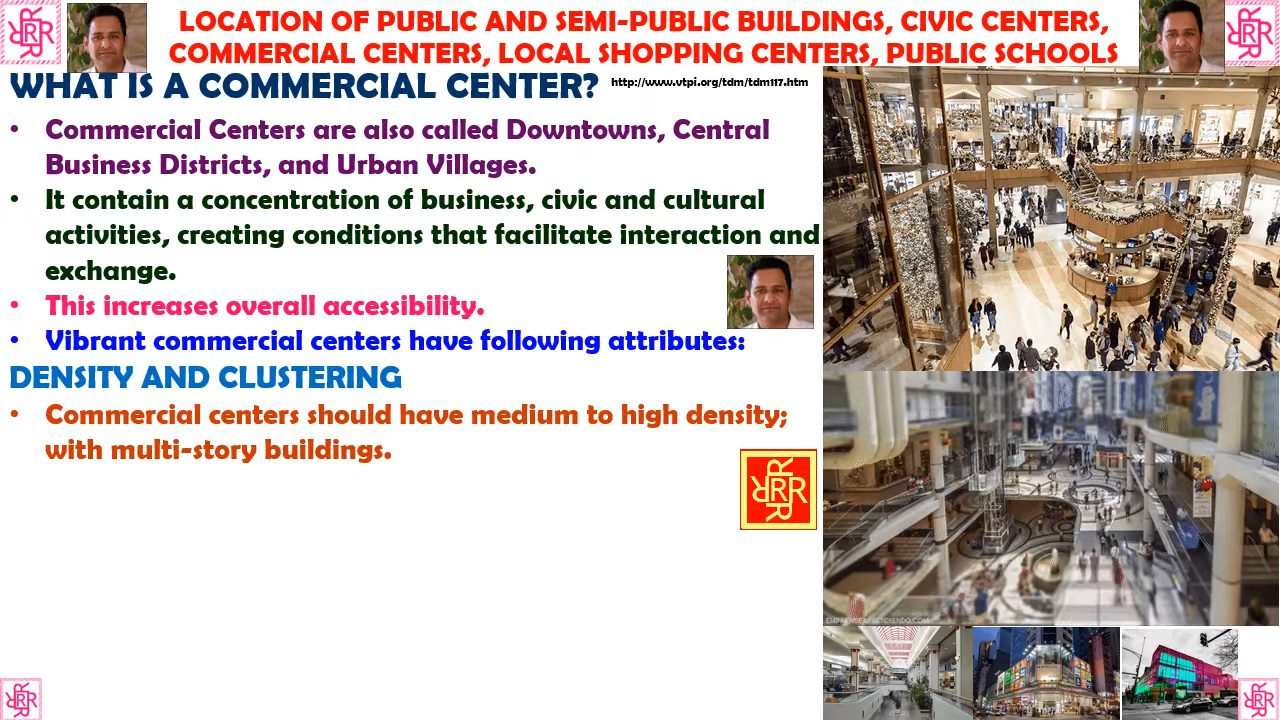 LOCATION OF PUBLIC AND SEMI-PUBLIC BUILDINGS, CIVIC CENTERS,
COMMERCIAL CENTERS, LOCAL SHOPPING CENTERS, PUBLIC SCHOOLS
WHAT IS A COMMERCIAL CENTER? http://www.vtpi.org/tdm/tdm117.htm
• Commercial Centers are also called Downtowns, Central
Business Districts, and Urban Villages.
• It contain a concentration of business, civic and cultural
activities, creating conditions that facilitate interaction and
exchange.
• This increases overall accessibility.
• Vibrant commercial centers have following attributes:
DENSITY AND CLUSTERING
• Commercial centers should have medium to high density;
with multi-story buildings.